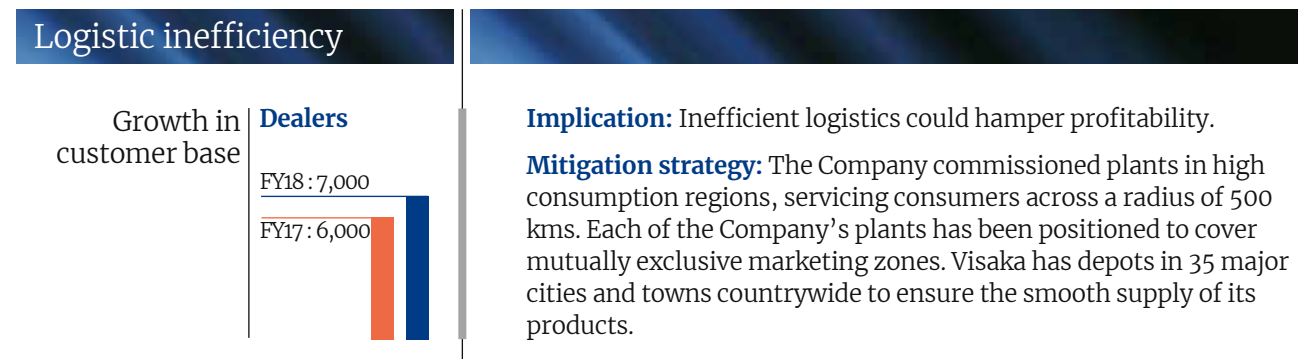 Logistic inefficiency
Growth in
customer base
Dealers
FY18 : 7,000
FY17 : 6,000
Implication: Inefficient logistics could hamper profitability.
Mitigation strategy: The Company commissioned plants in high
consumption regions, servicing consumers across a radius of 500
kms. Each of the Company’s plants has been positioned to cover
mutually exclusive marketing zones. Visaka has depots in 35 major
cities and towns countrywide to ensure the smooth supply of its
products.